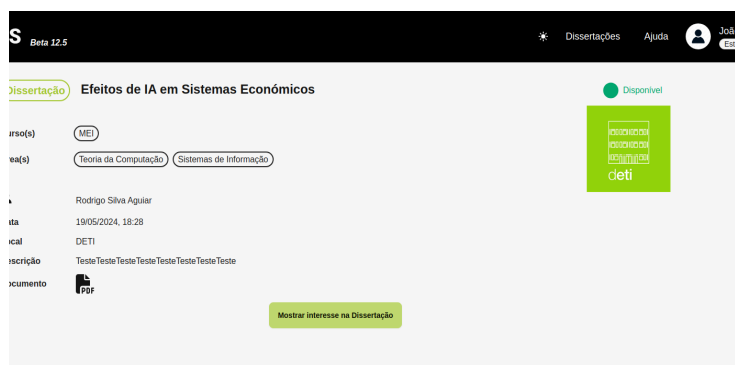 S Beta 12.5 Dissertações Ajuda Joã
Est
Dissertação Efeitos de IA em Sistemas Económicos Disponível
urso(s) MEI
rea(s) Teoria da Computação Sistemas de Informação
deti
Rodrigo Silva Aguiar
ata 19/05/2024, 18:28
ocal DETI
escrição TesteTesteTesteTesteTesteTesteTesteTeste
ocumento PDF
Mostrar interesse na Dissertação